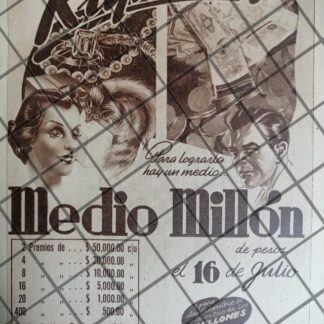 Para lograrlo
hay un medio
Medio Millón
de pesos
el 16 de Julio
2 Premios de .. $ 50,000.00 c/u
4 .. .. .. $ 20,000.00 ..
8 .. .. .. $ 10,000.00 ..
16 .. .. .. $ 5,000.00 ..
20 .. .. .. $ 1,000.00 ..
400 .. .. .. $ 500.00 ..